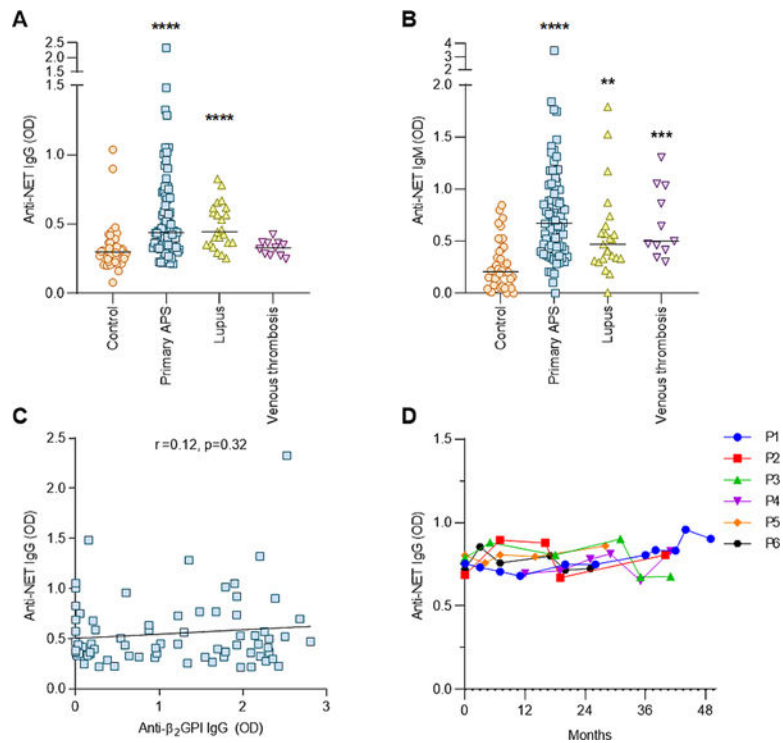 A
****
****
2.5
2.0
1.5
1.0
0.5
0.0
Anti-NET IgG (OD)
Control
Primary APS
Lupus
Venous thrombosis
B
****
**
***
4
3
2
2.0
1.5
1.0
0.5
0.0
Anti-NET IgM (OD)
Control
Primary APS
Lupus
Venous thrombosis
C
r=0.12, p=0.32
2.5
2.0
1.5
1.0
0.5
0.0
Anti-NET IgG (OD)
0 1 2 3
Anti-β2GPI IgG (OD)
D
1.5
1.0
0.5
0.0
Anti-NET IgG (OD)
0 12 24 36 48
Months
P1
P2
P3
P4
P5
P6